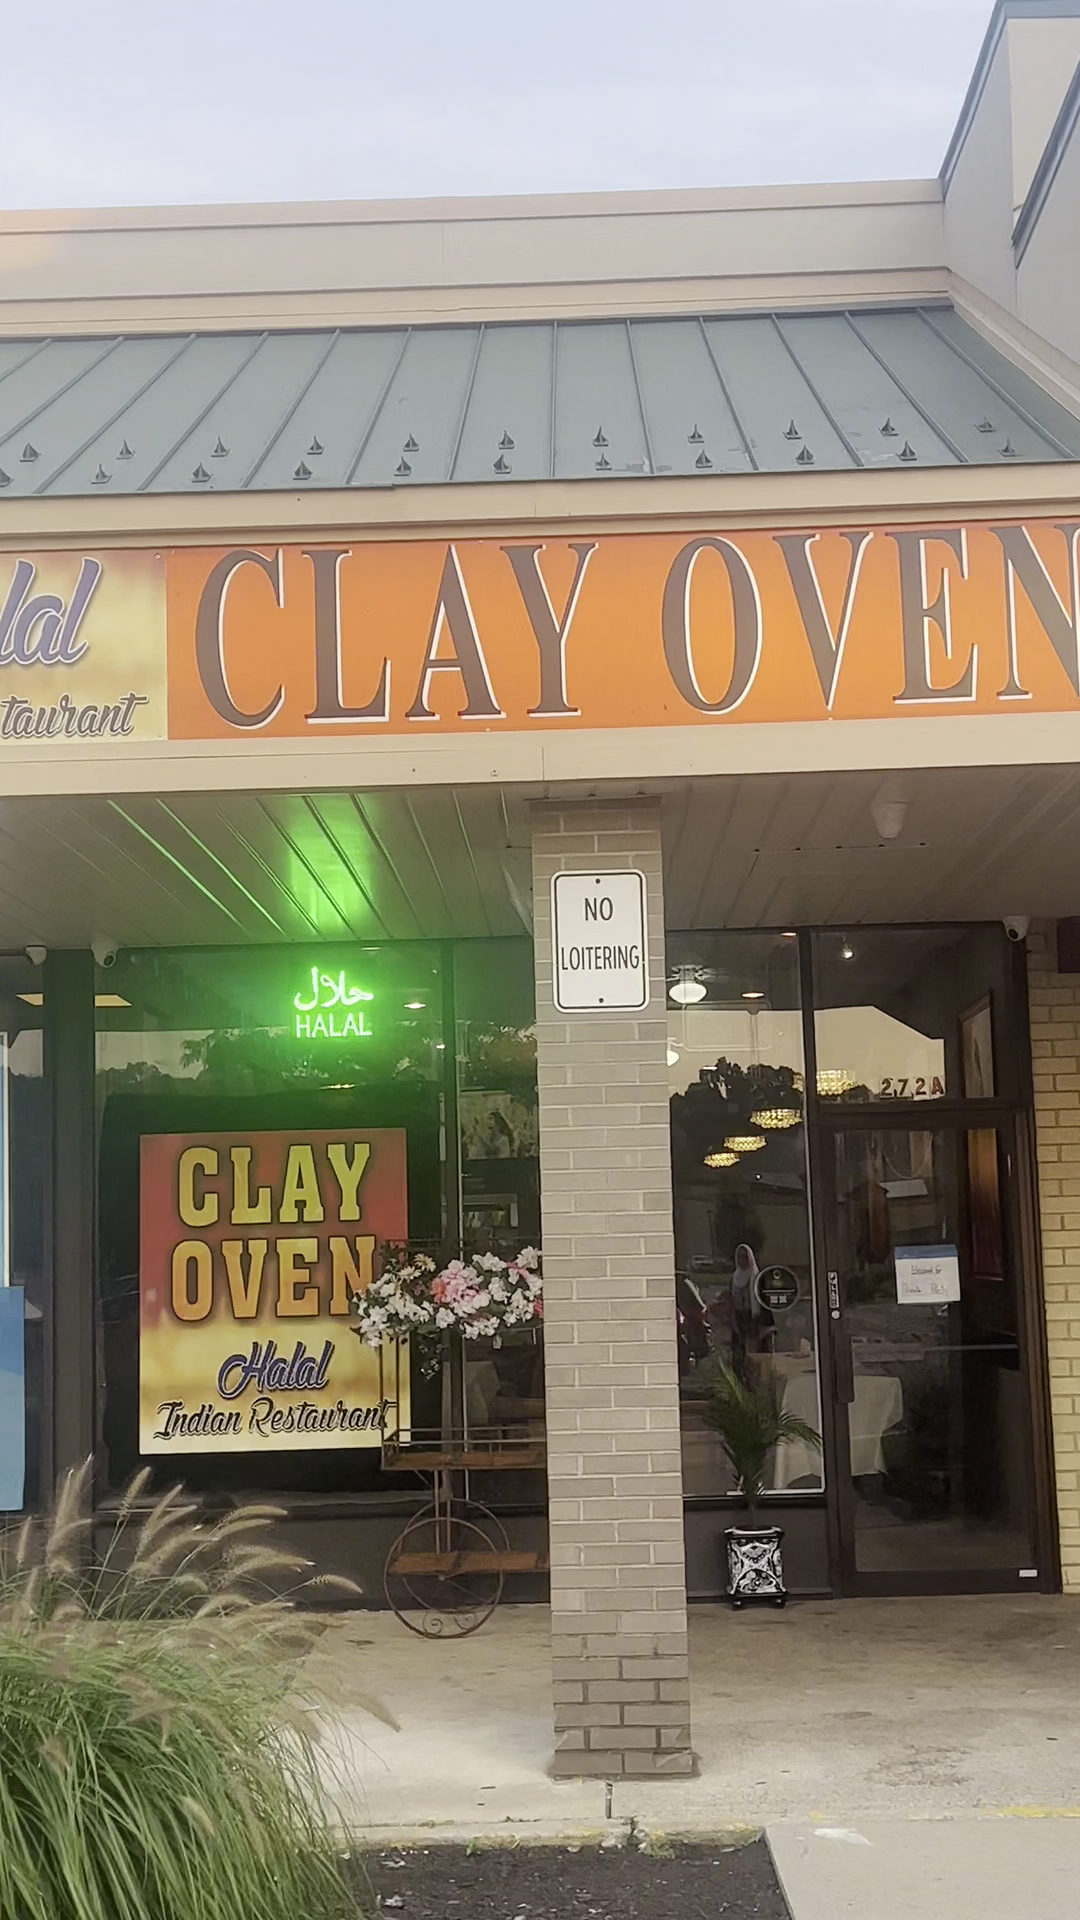 lal
taurant
CLAY OVEN
NO
LOITERING
حلال
HALAL
272A
CLAY
OVEN
Halal
Indian Restaurant